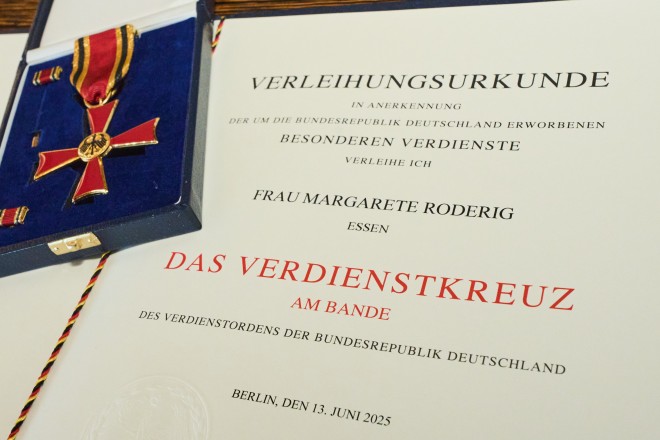 VERLEIHUNGSURKUNDE
IN ANERKENNUNG
DER UM DIE BUNDESREPUBLIK DEUTSCHLAND ERWORBENEN
BESONDEREN VERDIENSTE
VERLEIHE ICH
FRAU MARGARETE RODERIG
ESSEN
DAS VERDIENSTKREUZ
AM BANDE
DES VERDIENSTORDENS DER BUNDESREPUBLIK DEUTSCHLAND
BERLIN, DEN 13. JUNI 2025